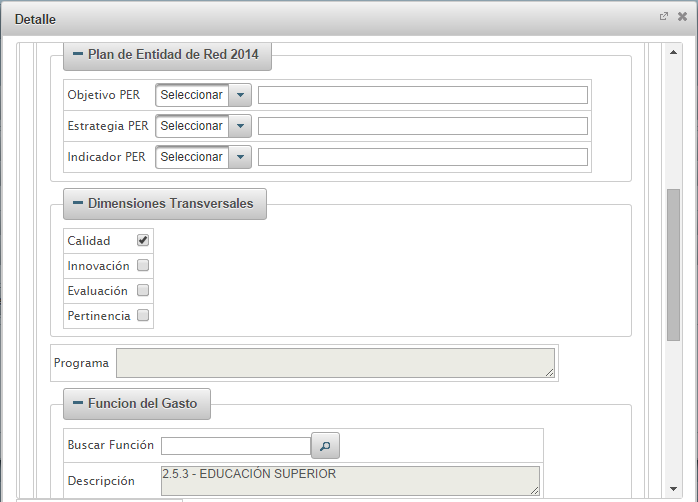 Detalle
Plan de Entidad de Red 2014
Objetivo PER Seleccionar
Estrategia PER Seleccionar
Indicador PER Seleccionar
Dimensiones Transversales
Calidad
Innovación
Evaluación
Pertinencia
Programa
Funcion del Gasto
Buscar Función
Descripción 2.5.3 - EDUCACIÓN SUPERIOR